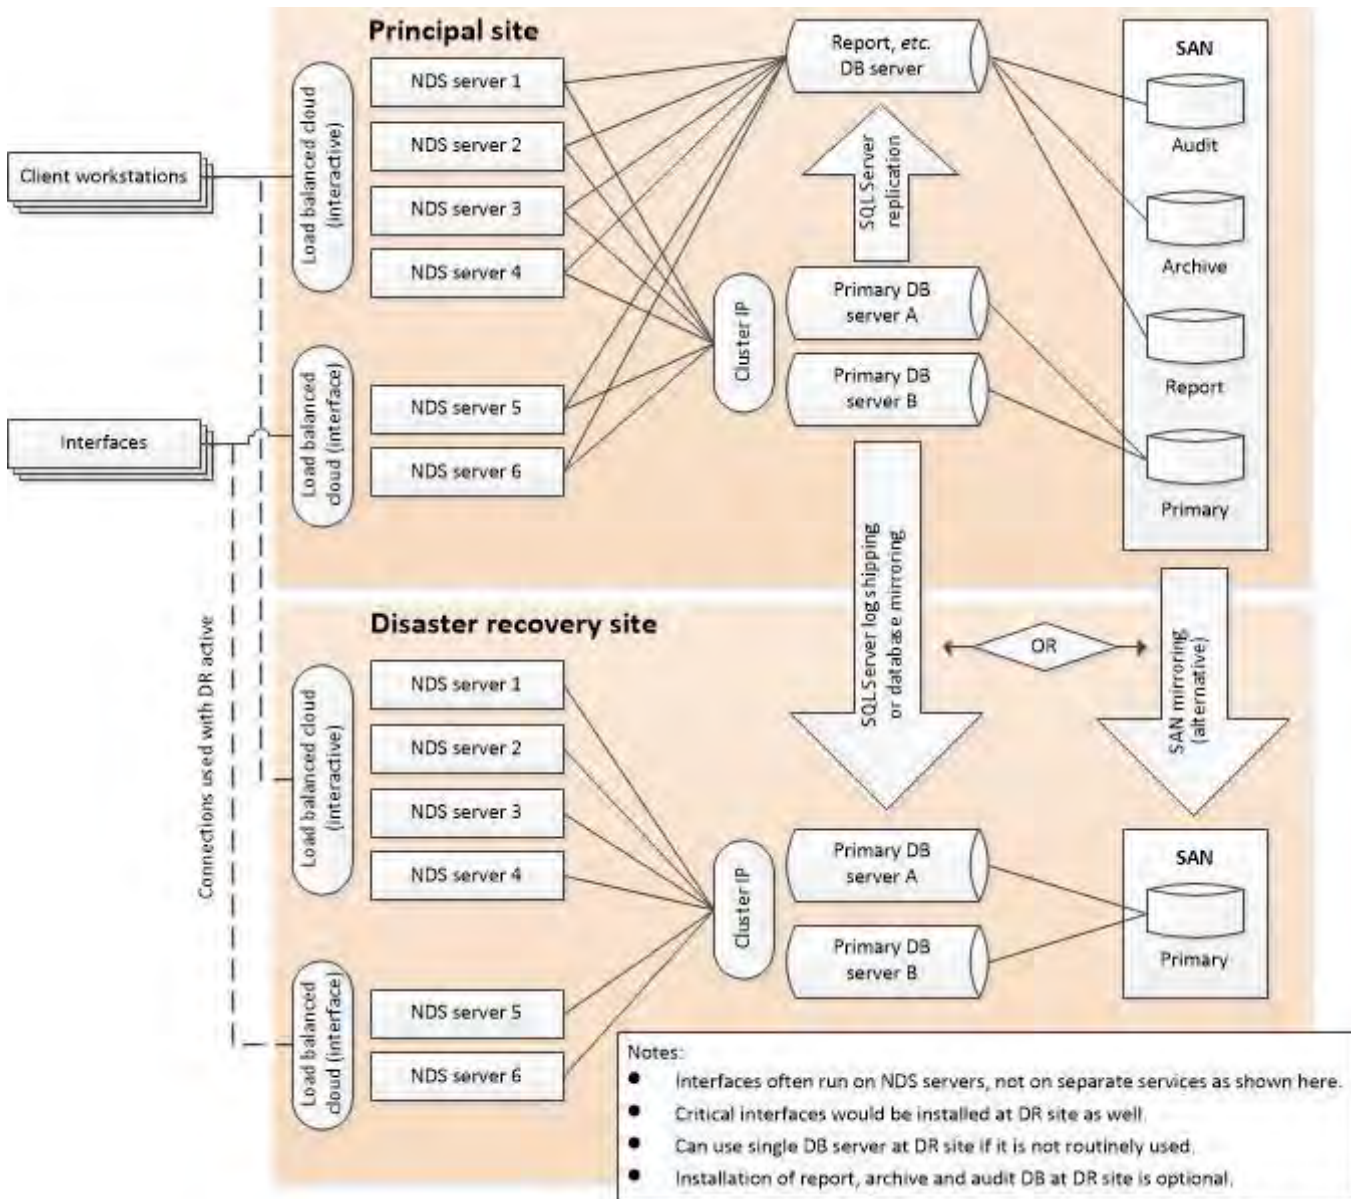 Principal site
Client workstations
Interfaces
Connections used with DR active
Load balanced cloud
(interactive)
NDS server 1
NDS server 2
NDS server 3
NDS server 4
Load balanced
cloud (interface)
NDS server 5
NDS server 6
Cluster IP
Report, etc.
DB server
SQL Server
replication
Primary DB
server A
Primary DB
server B
SAN
Audit
Archive
Report
Primary
SQL Server log shipping
or database mirroring
OR
SAN mirroring
(alternative)
Disaster recovery site
Load balanced cloud
(interactive)
NDS server 1
NDS server 2
NDS server 3
NDS server 4
Load balanced
cloud (interface)
NDS server 5
NDS server 6
Cluster IP
Primary DB
server A
Primary DB
server B
SAN
Primary
Notes:
● Interfaces often run on NDS servers, not on separate services as shown here.
● Critical interfaces would be installed at DR site as well.
● Can use single DB server at DR site if it is not routinely used.
● Installation of report, archive and audit DB at DR site is optional.